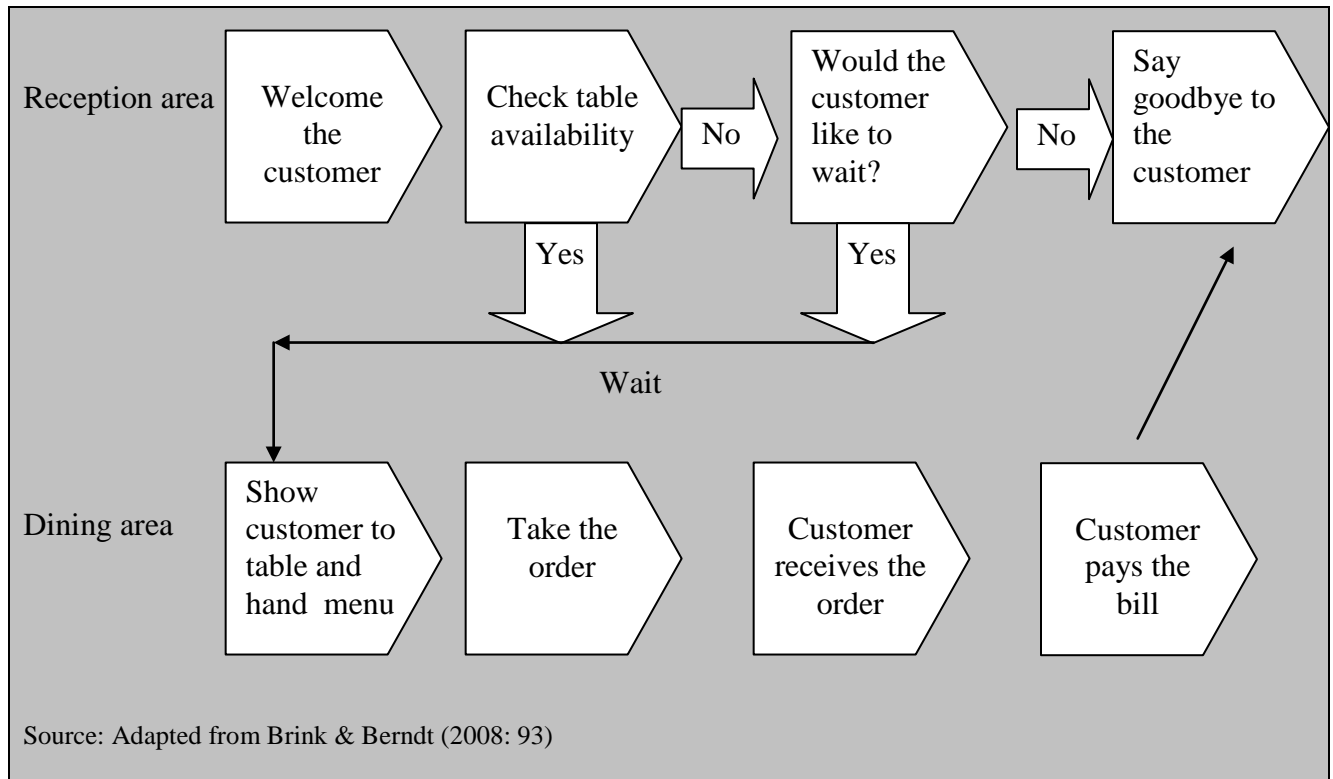 Reception area
Welcome
the
customer
Check table
availability
No
Would the
customer
like to
wait?
No
Say
goodbye to
the
customer
Yes
Yes
Wait
Dining area
Show
customer to
table and
hand menu
Take the
order
Customer
receives the
order
Customer
pays the
bill
Source: Adapted from Brink & Berndt (2008: 93)